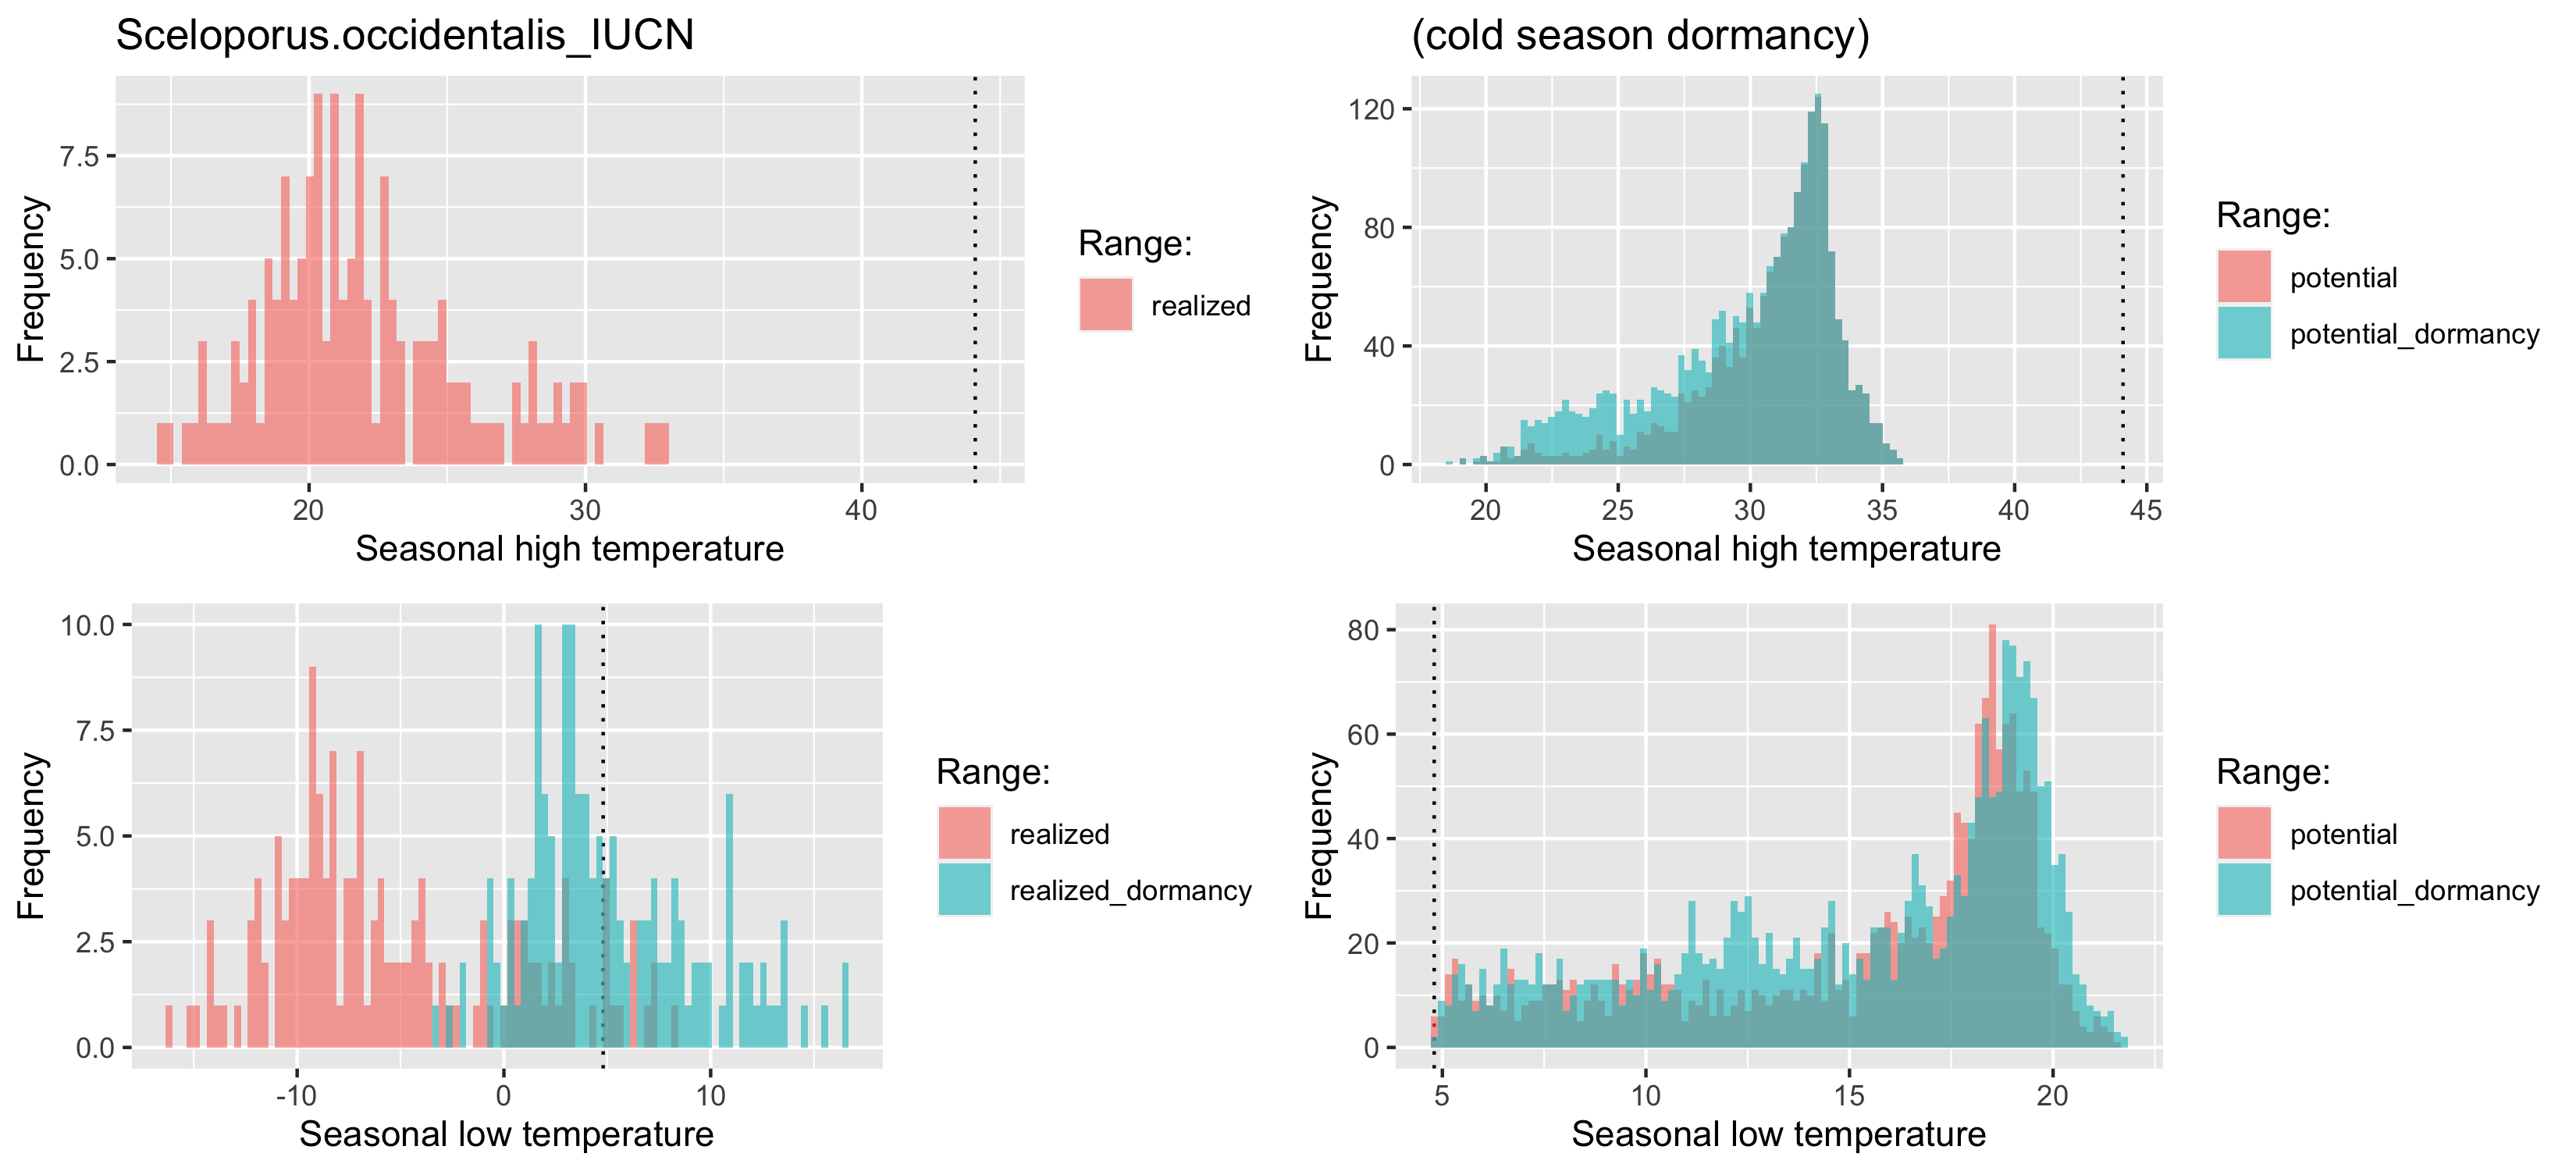 Sceloporus.occidentalis_IUCN
7.5
5.0
2.5
0.0
Frequency
20 30 40
Seasonal high temperature
Range:
realized
(cold season dormancy)
120
80
40
0
Frequency
20 25 30 35 40 45
Seasonal high temperature
Range:
potential
potential_dormancy
10.0
7.5
5.0
2.5
0.0
Frequency
-10 0 10
Seasonal low temperature
Range:
realized
realized_dormancy
80
60
40
20
0
Frequency
5 10 15 20
Seasonal low temperature
Range:
potential
potential_dormancy